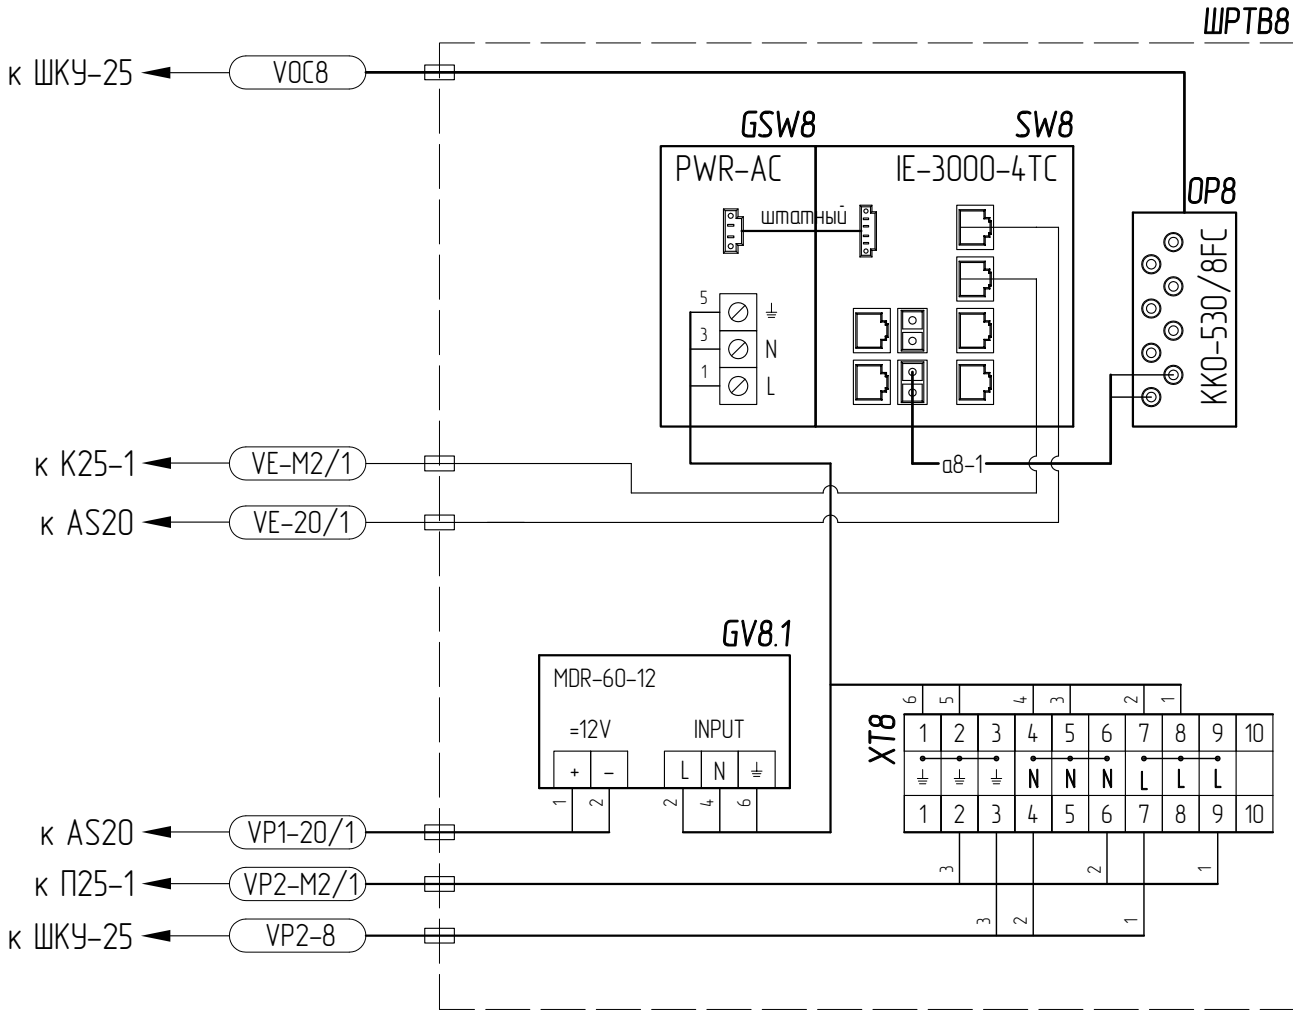 ШРТВ8
к ШКУ-25
VOC8
GSW8
SW8
PWR-AC
IE-3000-4TC
OP8
штатный
ККО-530/8FC
5
3
N
1
L
к К25-1
VE-M2/1
а8-1
к AS20
VE-20/1
GV8.1
MDR-60-12
=12V
INPUT
+
-
L
N
1
2
2
4
6
XT8
6
5
4
3
2
1
1 2 3 4 5 6 7 8 9 10
N N N L L L
1 2 3 4 5 6 7 8 9 10
к AS20
VP1-20/1
3
2
1
к П25-1
VP2-M2/1
3
2
1
к ШКУ-25
VP2-8